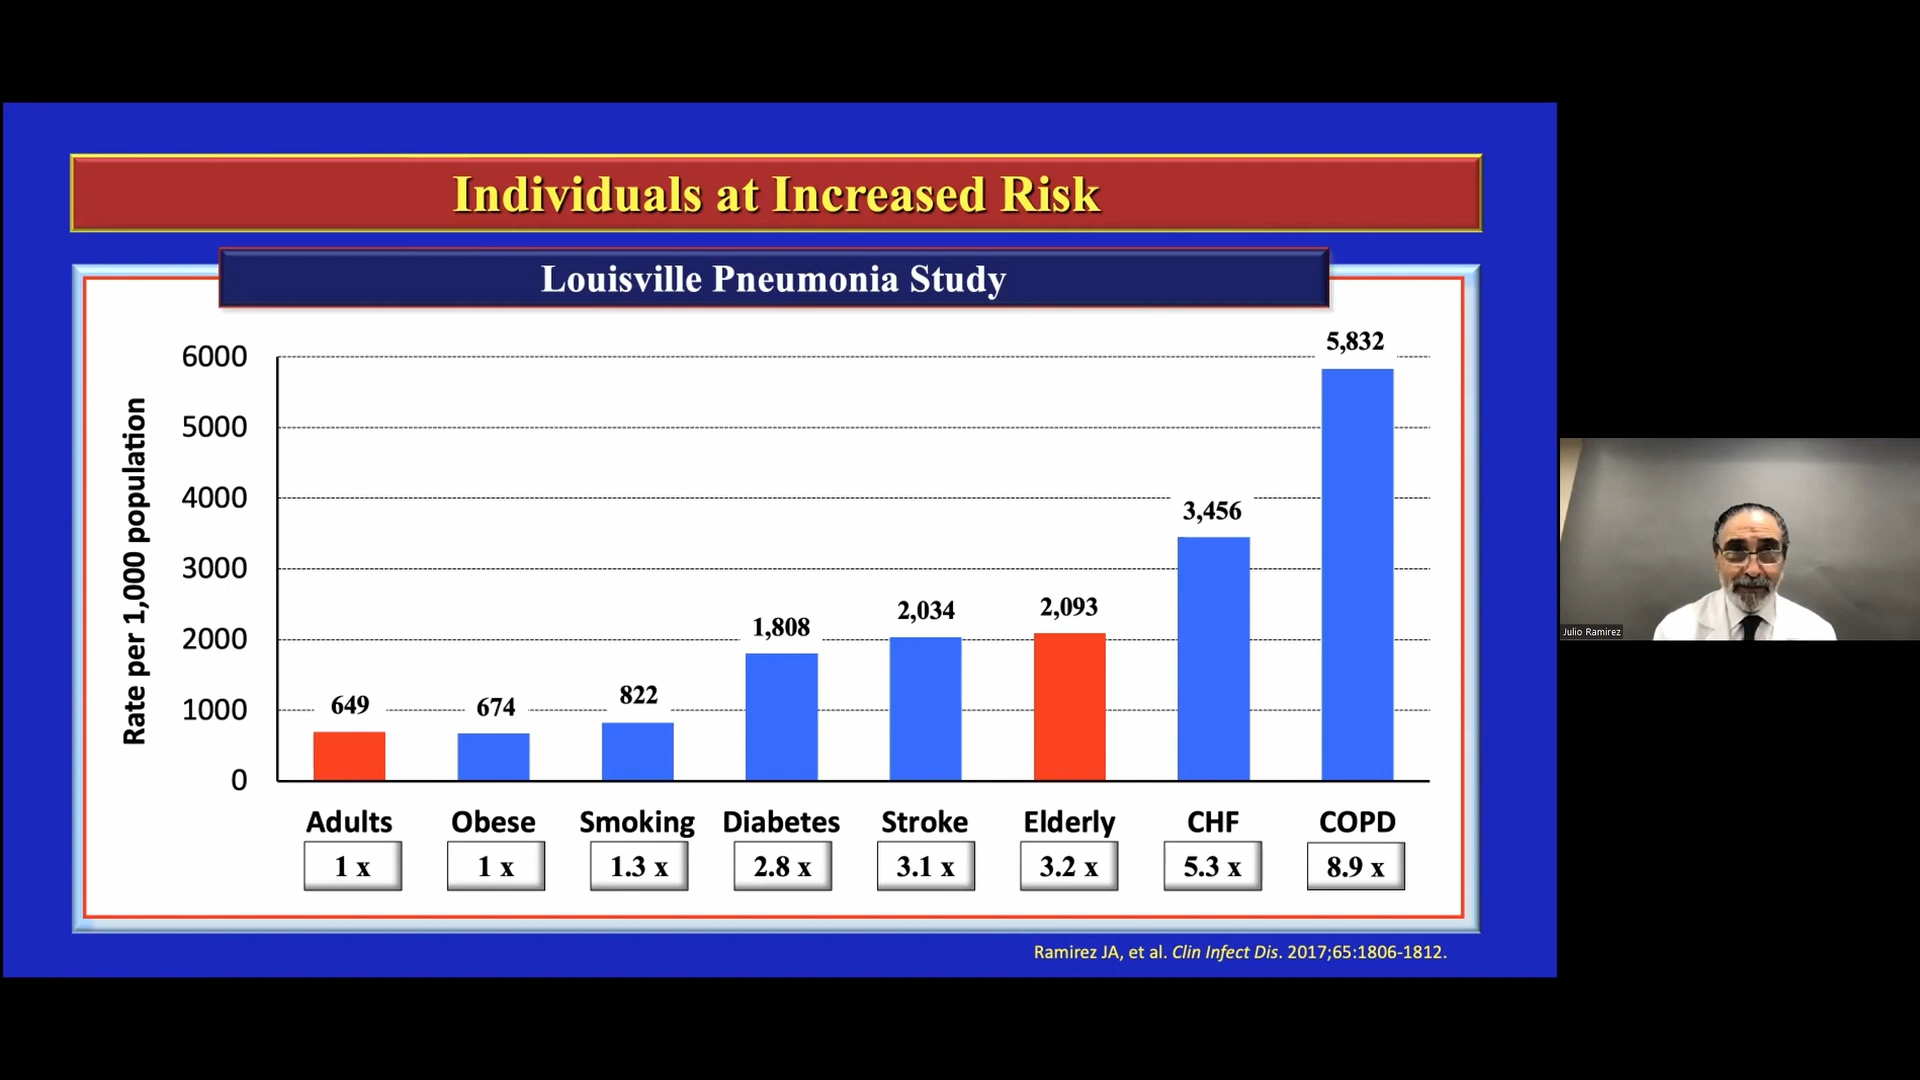 Individuals at Increased Risk
Louisville Pneumonia Study
Rate per 1,000 population
6000
5000
4000
3000
2000
1000
0
649
674
822
1,808
2,034
2,093
3,456
5,832
Adults
Obese
Smoking
Diabetes
Stroke
Elderly
CHF
COPD
1 x
1 x
1.3 x
2.8 x
3.1 x
3.2 x
5.3 x
8.9 x
Ramirez JA, et al. Clin Infect Dis. 2017;65:1806-1812.
Julio Ramirez